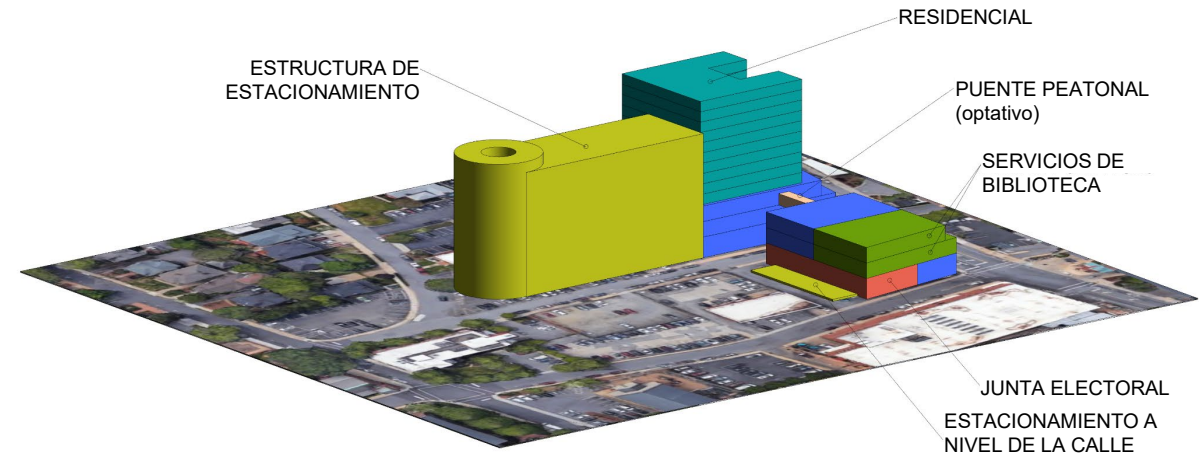 RESIDENCIAL
ESTRUCTURA DE
ESTACIONAMIENTO
PUENTE PEATONAL
(optativo)
SERVICIOS DE
BIBLIOTECA
JUNTA ELECTORAL
ESTACIONAMIENTO A
NIVEL DE LA CALLE